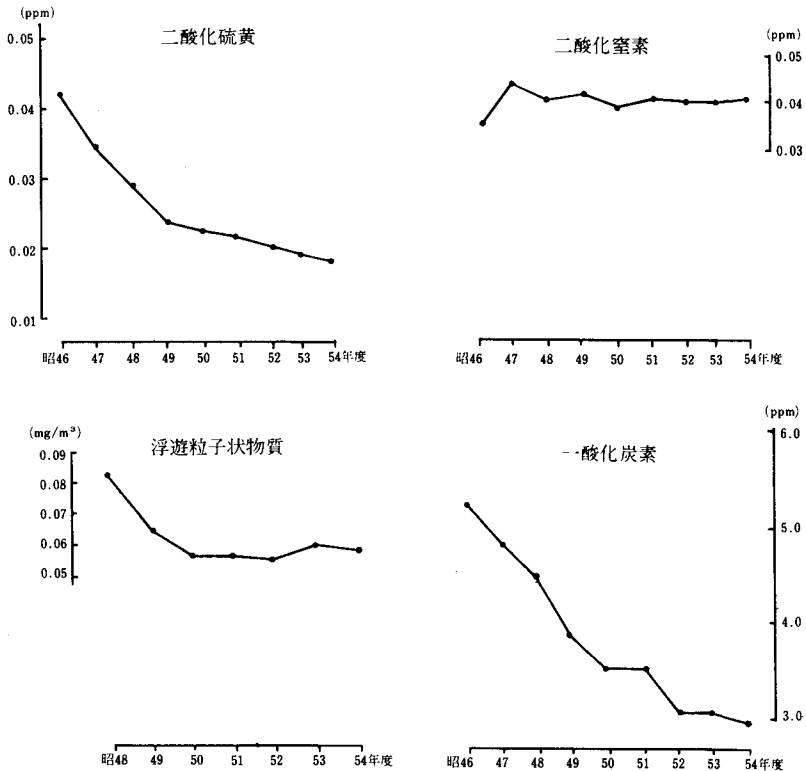 二酸化硫黄
(ppm)
0.05
0.04
0.03
0.02
0.01
昭46 47 48 49 50 51 52 53 54年度
二酸化窒素
(ppm)
0.05
0.04
0.03
昭46 47 48 49 50 51 52 53 54年度
浮遊粒子状物質
(mg/m³)
0.09
0.08
0.07
0.06
0.05
昭48 49 50 51 52 53 54年度
一酸化炭素
(ppm)
6.0
5.0
4.0
3.0
昭46 47 48 49 50 51 52 53 54年度